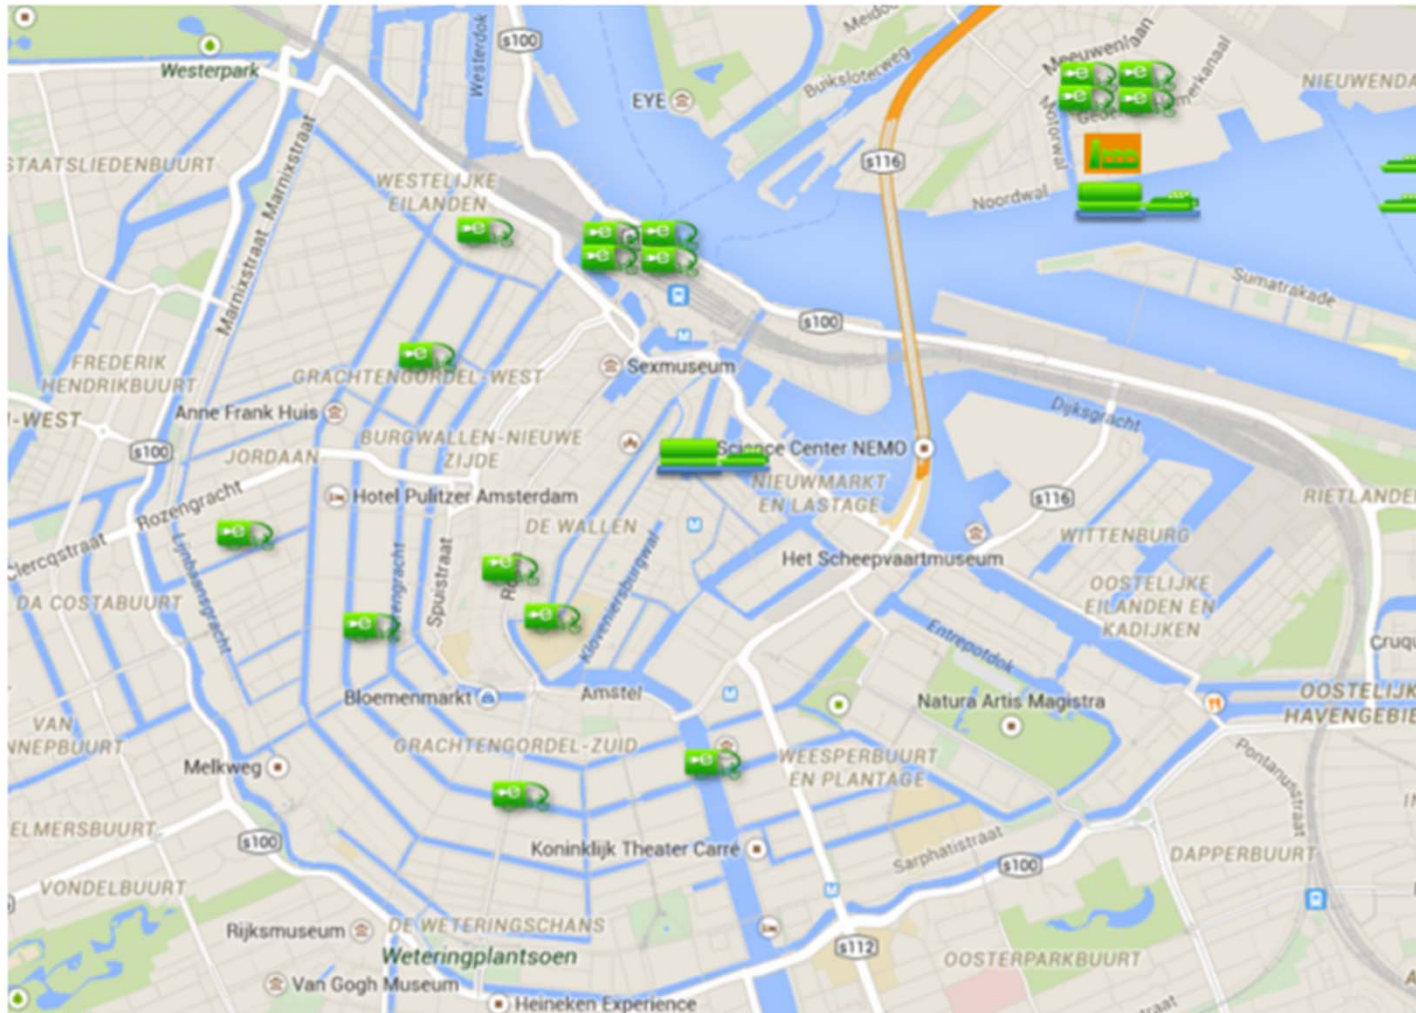 s100
Westerdok
Meeuwenlaan
Buiksloterweg
Westerpark
EYE
NIEUWENDA
Motorwal
merkanaal
s116
STAATSLIEDENBUURT
Marnixstraat
WESTELIJKE
EILANDEN
Noordwal
Marnixstraat
Sumatrakade
s100
FREDERIK
HENDRIKBUURT
GRACHTENGORDEL-WEST
Sexmuseum
Anne Frank Huis
Dijksgracht
-WEST
s100
BURGWALLEN-NIEUWE
ZIJDE
JORDAAN
Science Center NEMO
NIEUWMARKT
EN LASTAGE
Rozengracht
Hotel Pulitzer Amsterdam
s116
RIETLANDE
DE WALLEN
WITTENBURG
Clercqstraat
Het Scheepvaartmuseum
Lijnbaansgracht
Spuistraat
Kloveniersburgwal
OOSTELIJKE
EILANDEN EN
KADIJKEN
DA COSTABUURT
Entrepotdok
Cruqu
Bloemenmarkt
Amstel
Natura Artis Magistra
OOSTELIJK
HAVENGEBIE
VAN
NNEPBUURT
GRACHTENGORDEL-ZUID
WEESPERBUURT
EN PLANTAGE
Pontanusstraat
Melkweg
ELMERSBUURT
s100
Koninklijk Theater Carré
Sarphatistraat
s100
DAPPERBUURT
VONDELBUURT
Rijksmuseum
DE WETERINGSCHANS
Weteringplantsoen
s112
OOSTERPARKBUURT
Van Gogh Museum
Heineken Experience
straat